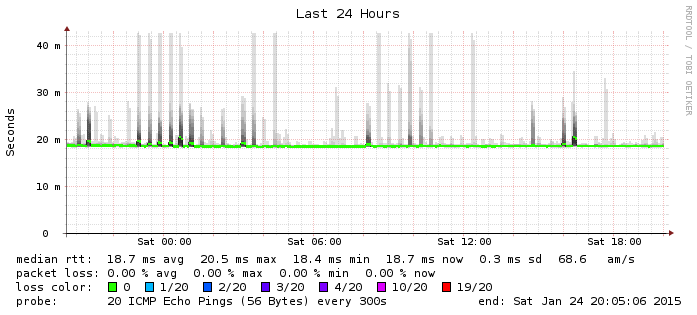 Last 24 Hours
RRDTOOL / TOBI OETIKER
Seconds
40 m
30 m
20 m
10 m
0
Sat 00:00 Sat 06:00 Sat 12:00 Sat 18:00
median rtt: 18.7 ms avg 20.5 ms max 18.4 ms min 18.7 ms now 0.3 ms sd 68.6 am/s
packet loss: 0.00 % avg 0.00 % max 0.00 % min 0.00 % now
loss color: 0 1/20 2/20 3/20 4/20 10/20 19/20
probe: 20 ICMP Echo Pings (56 Bytes) every 300s end: Sat Jan 24 20:05:06 2015